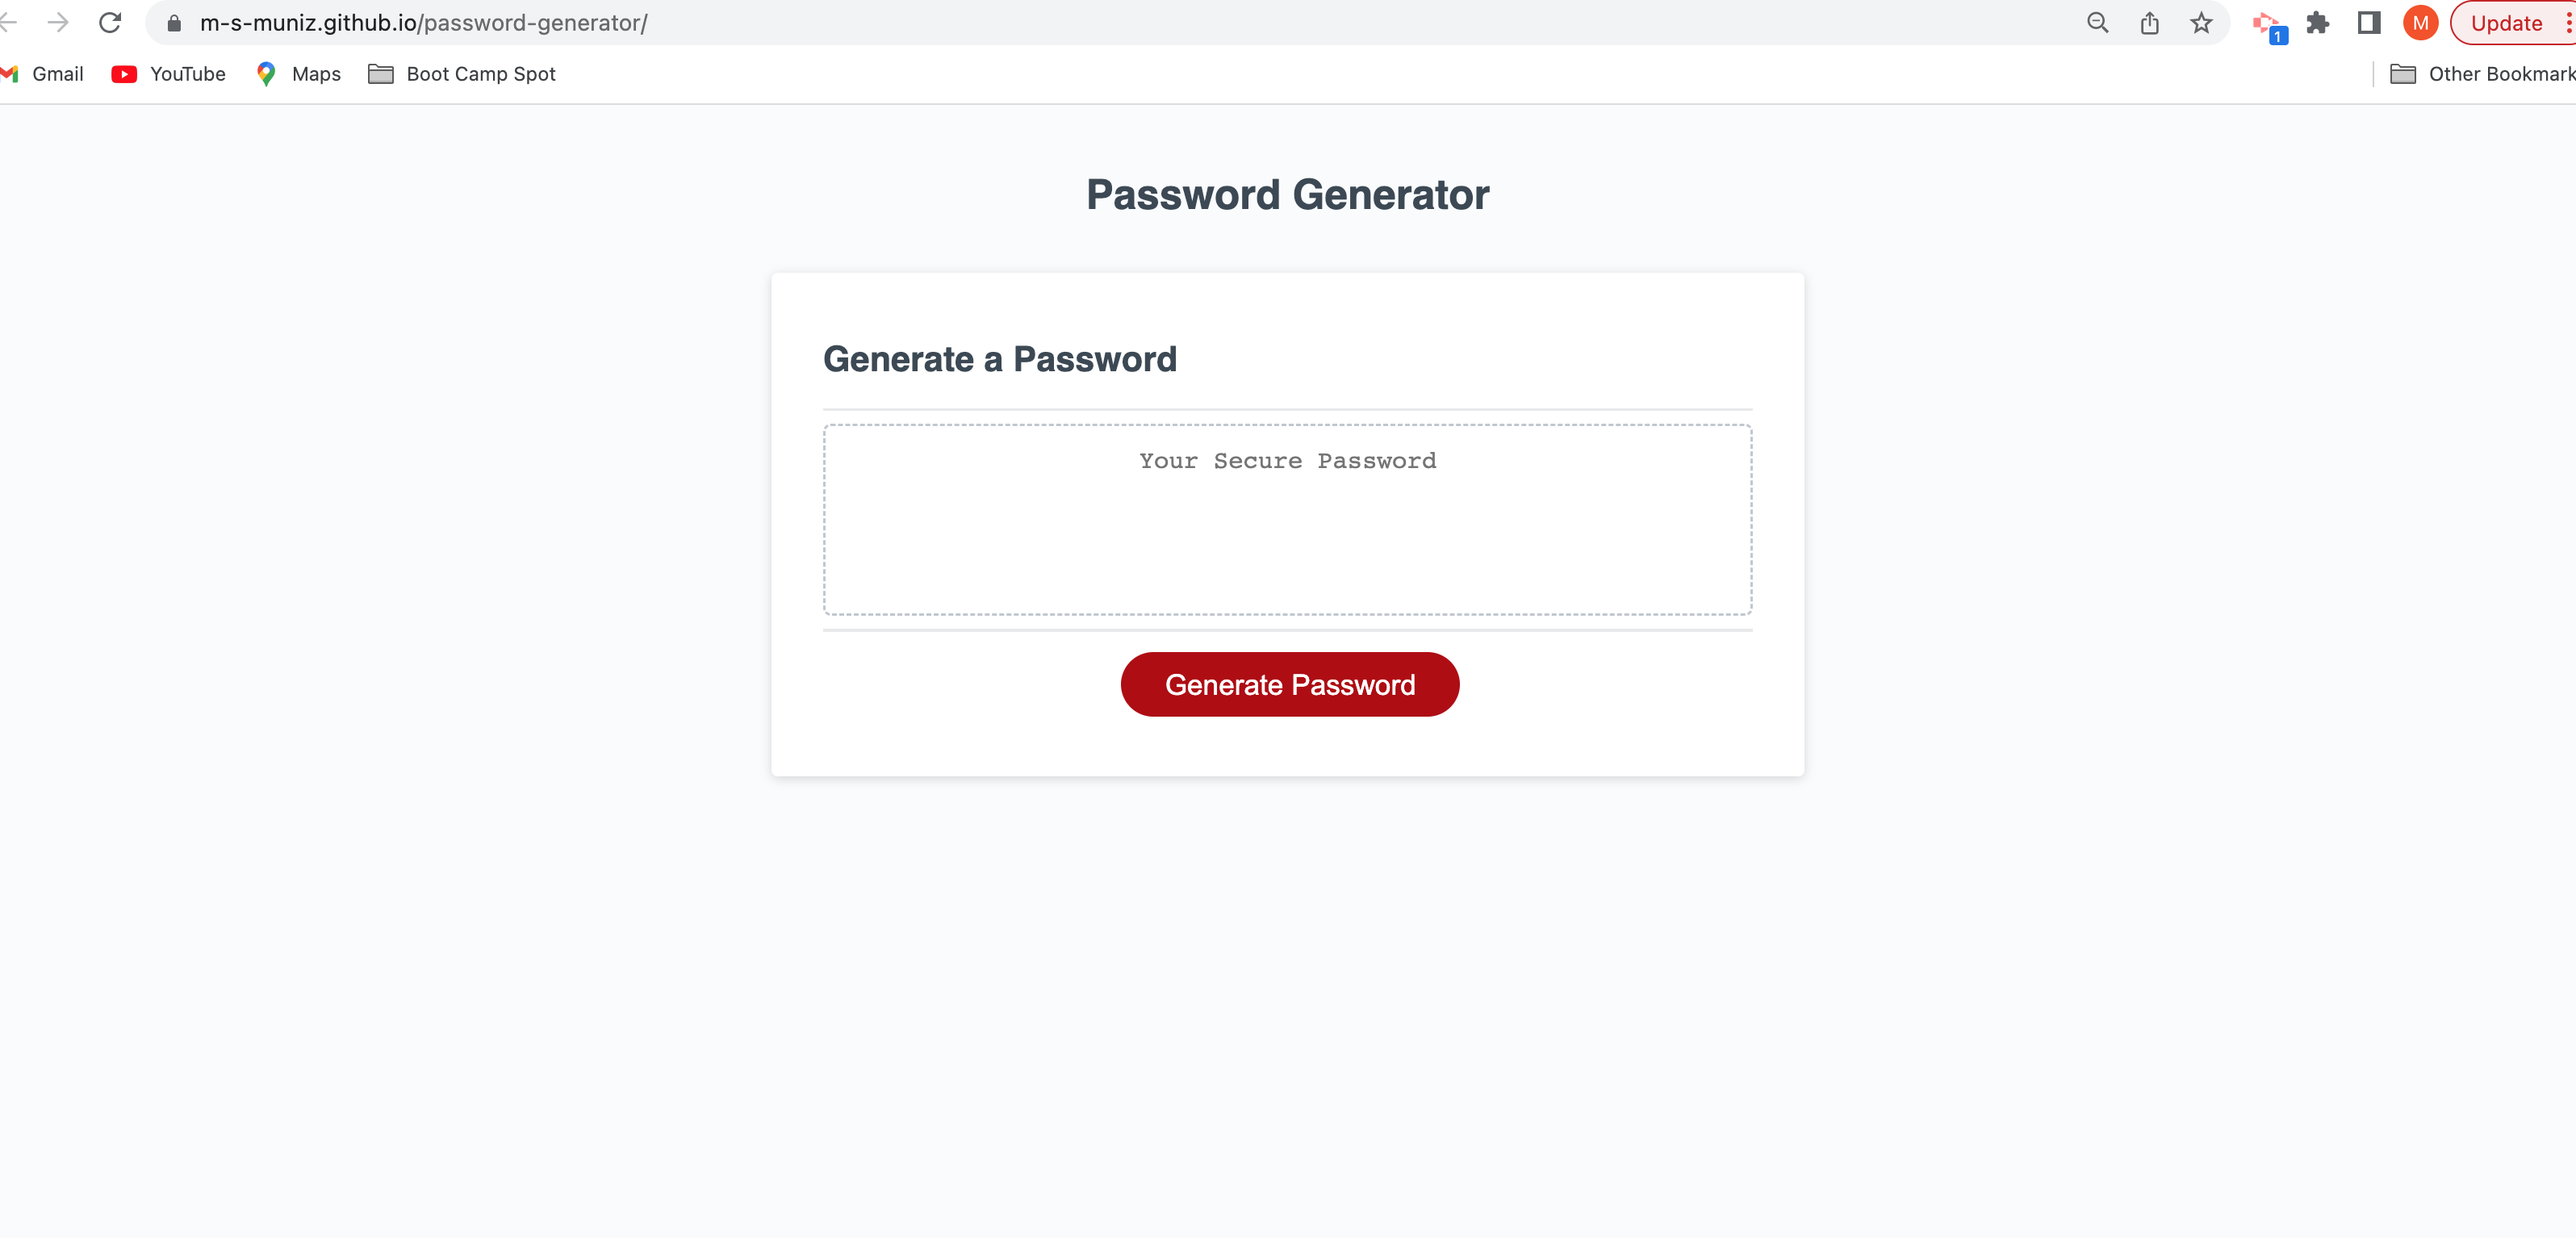 m-s-muniz.github.io/password-generator/
1
M
Update
Gmail
YouTube
Maps
Boot Camp Spot
Other Bookmark
Password Generator
Generate a Password
Your Secure Password
Generate Password